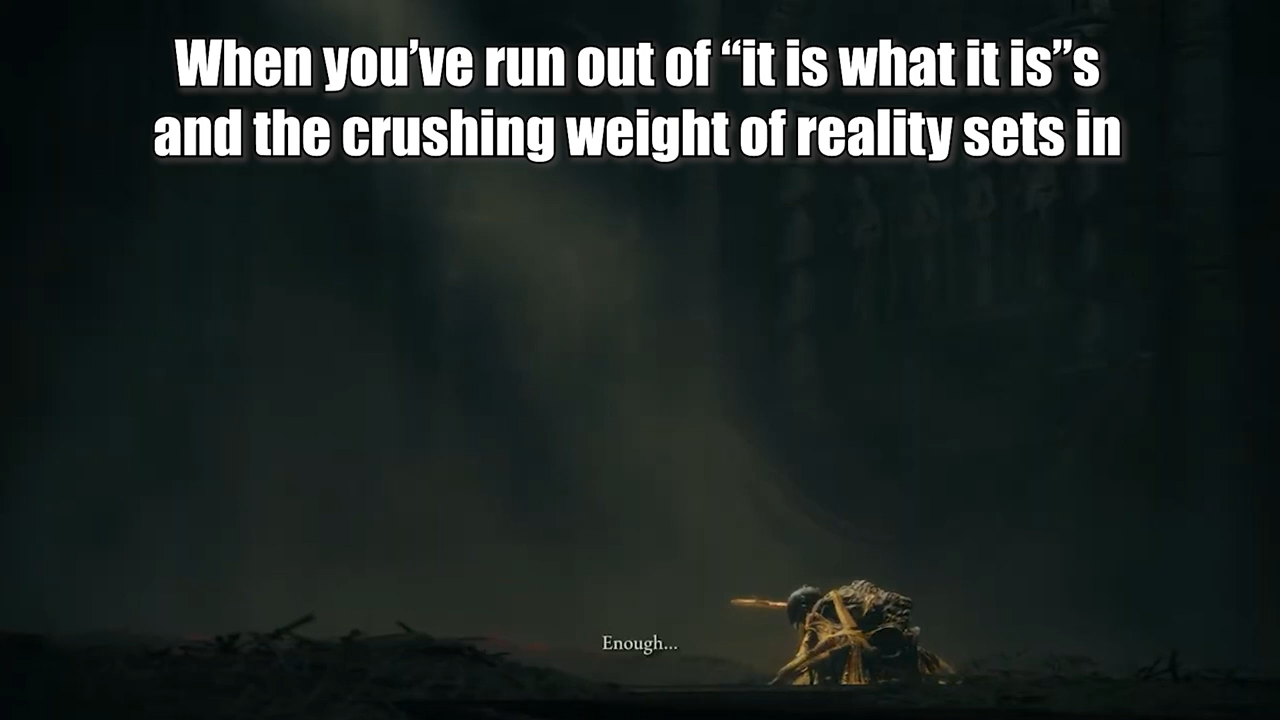 When you’ve run out of “it is what it is”s
and the crushing weight of reality sets in
Enough...